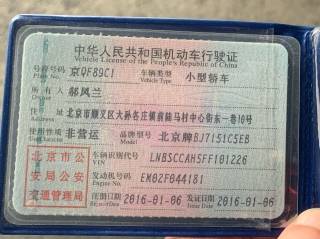 中华人民共和国机动车行驶证
Vehicle License of the People's Republic of China
号牌号码 京QF89C1 车辆类型 小型轿车
Plate No. Vehicle Type
所有人 郝凤兰
Owner
住址 北京市顺义区大孙各庄镇前陆马村中心街东一巷10号
Address
使用性质 非营运 品牌型号 北京牌BJ7151C5EB
Use Character Model
北京市公安局公安交通管理局
车辆识别代号 LNBSCCAH5FF101226
VIN
发动机号码 EM02F044181
Engine No.
注册日期 2016-01-06 发证日期 2016-01-06
Register Date Issue Date